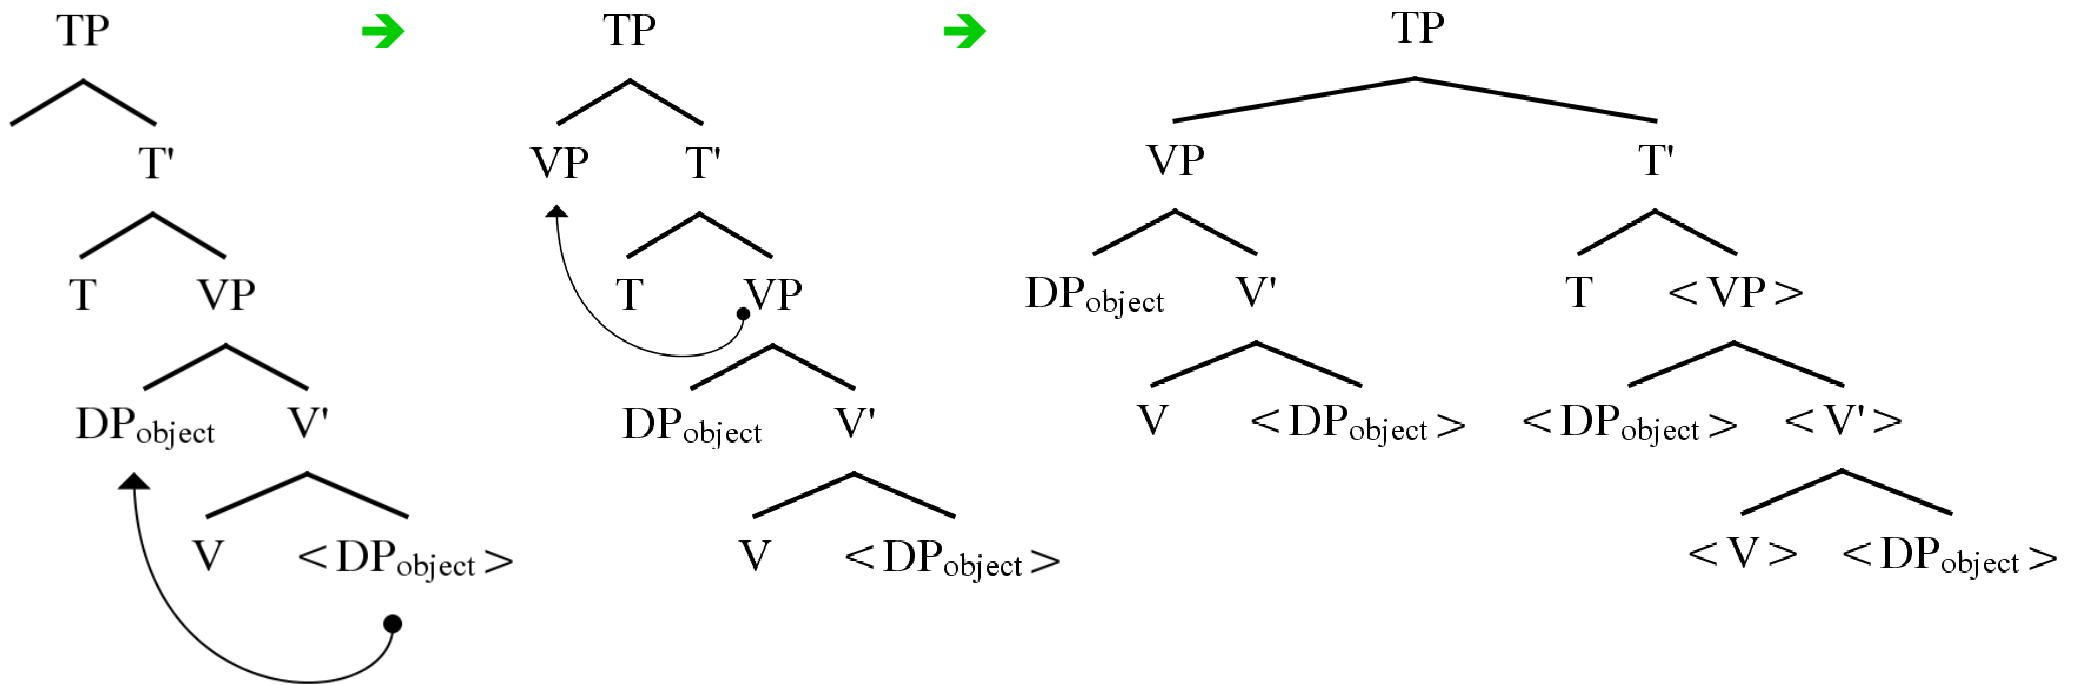 TP TP TP
T' VP T' VP T'
T VP T VP DPobject V' T <VP>
DPobject V' DPobject V' V <DPobject> <DPobject> <V'>
V <DPobject> V <DPobject> <V> <DPobject>